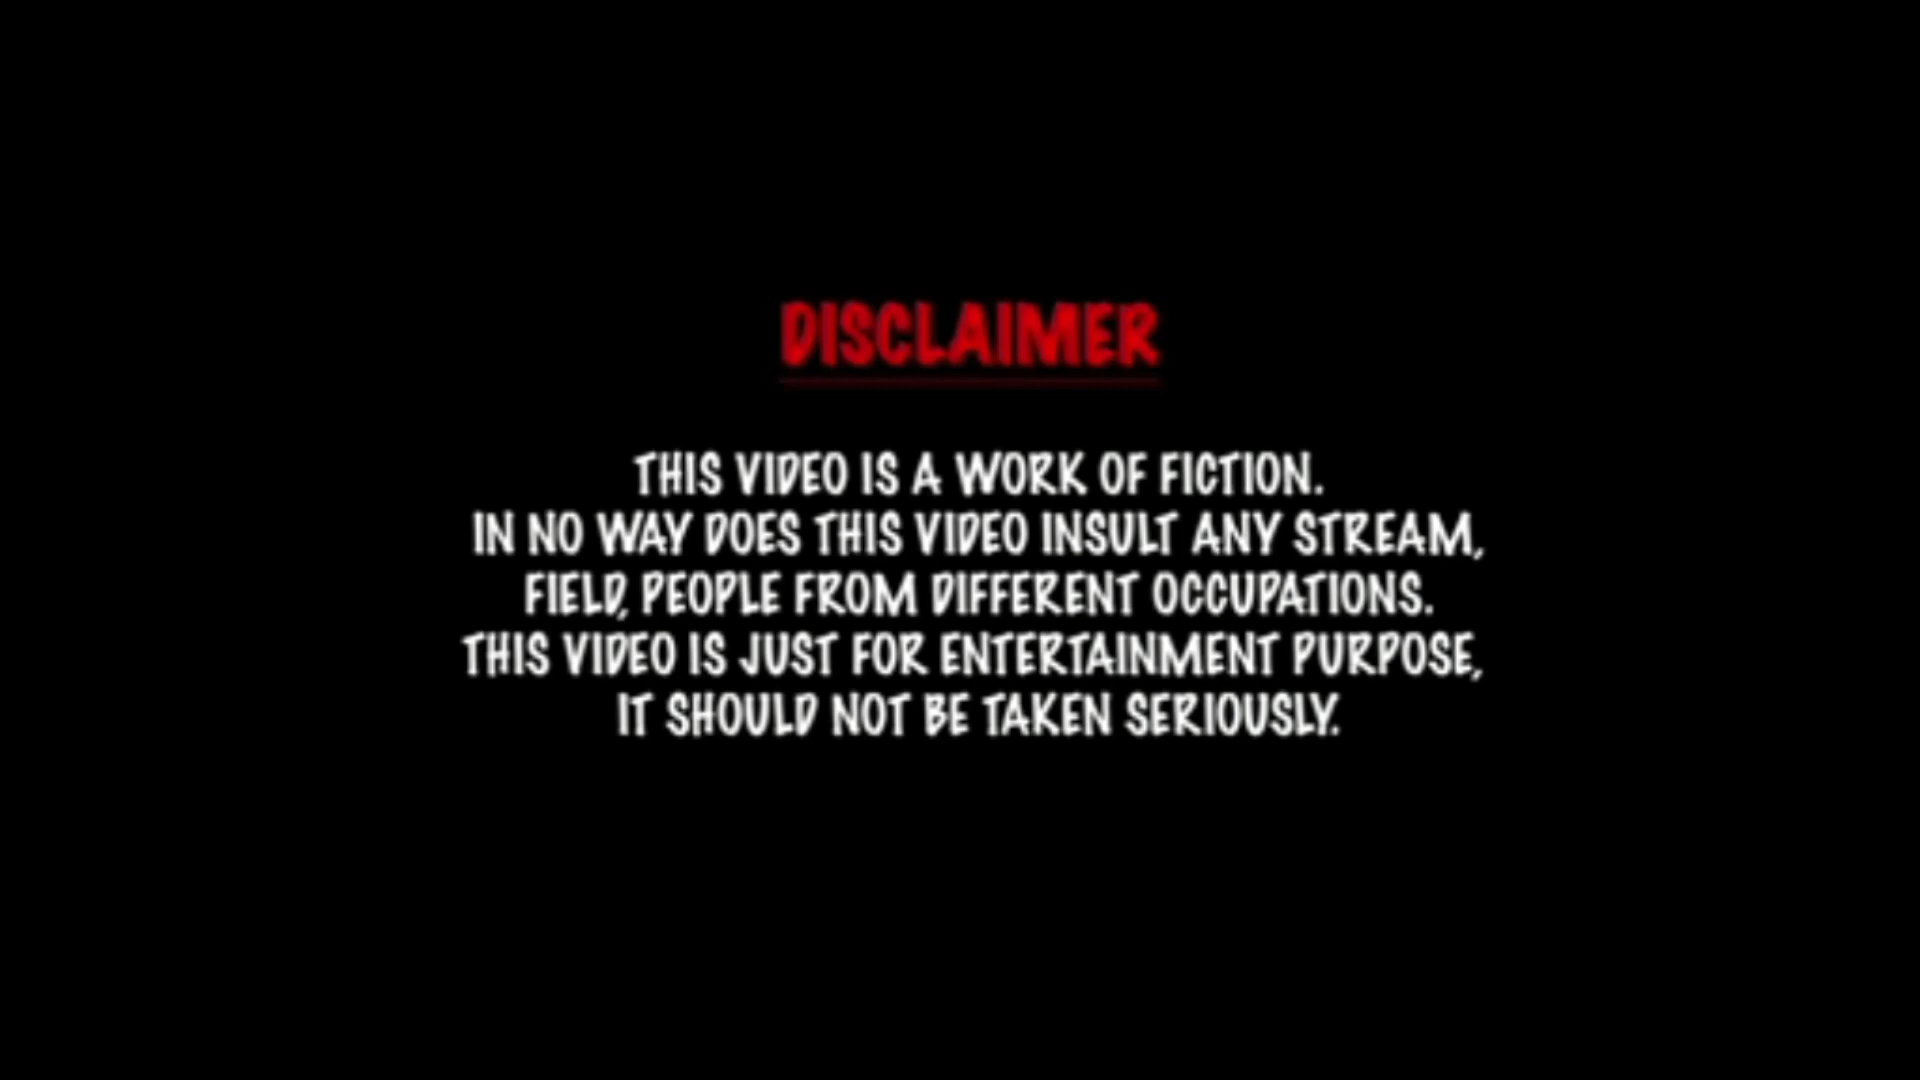 DISCLAIMER
THIS VIDEO IS A WORK OF FICTION.
IN NO WAY DOES THIS VIDEO INSULT ANY STREAM,
FIELD, PEOPLE FROM DIFFERENT OCCUPATIONS.
THIS VIDEO IS JUST FOR ENTERTAINMENT PURPOSE,
IT SHOULD NOT BE TAKEN SERIOUSLY.